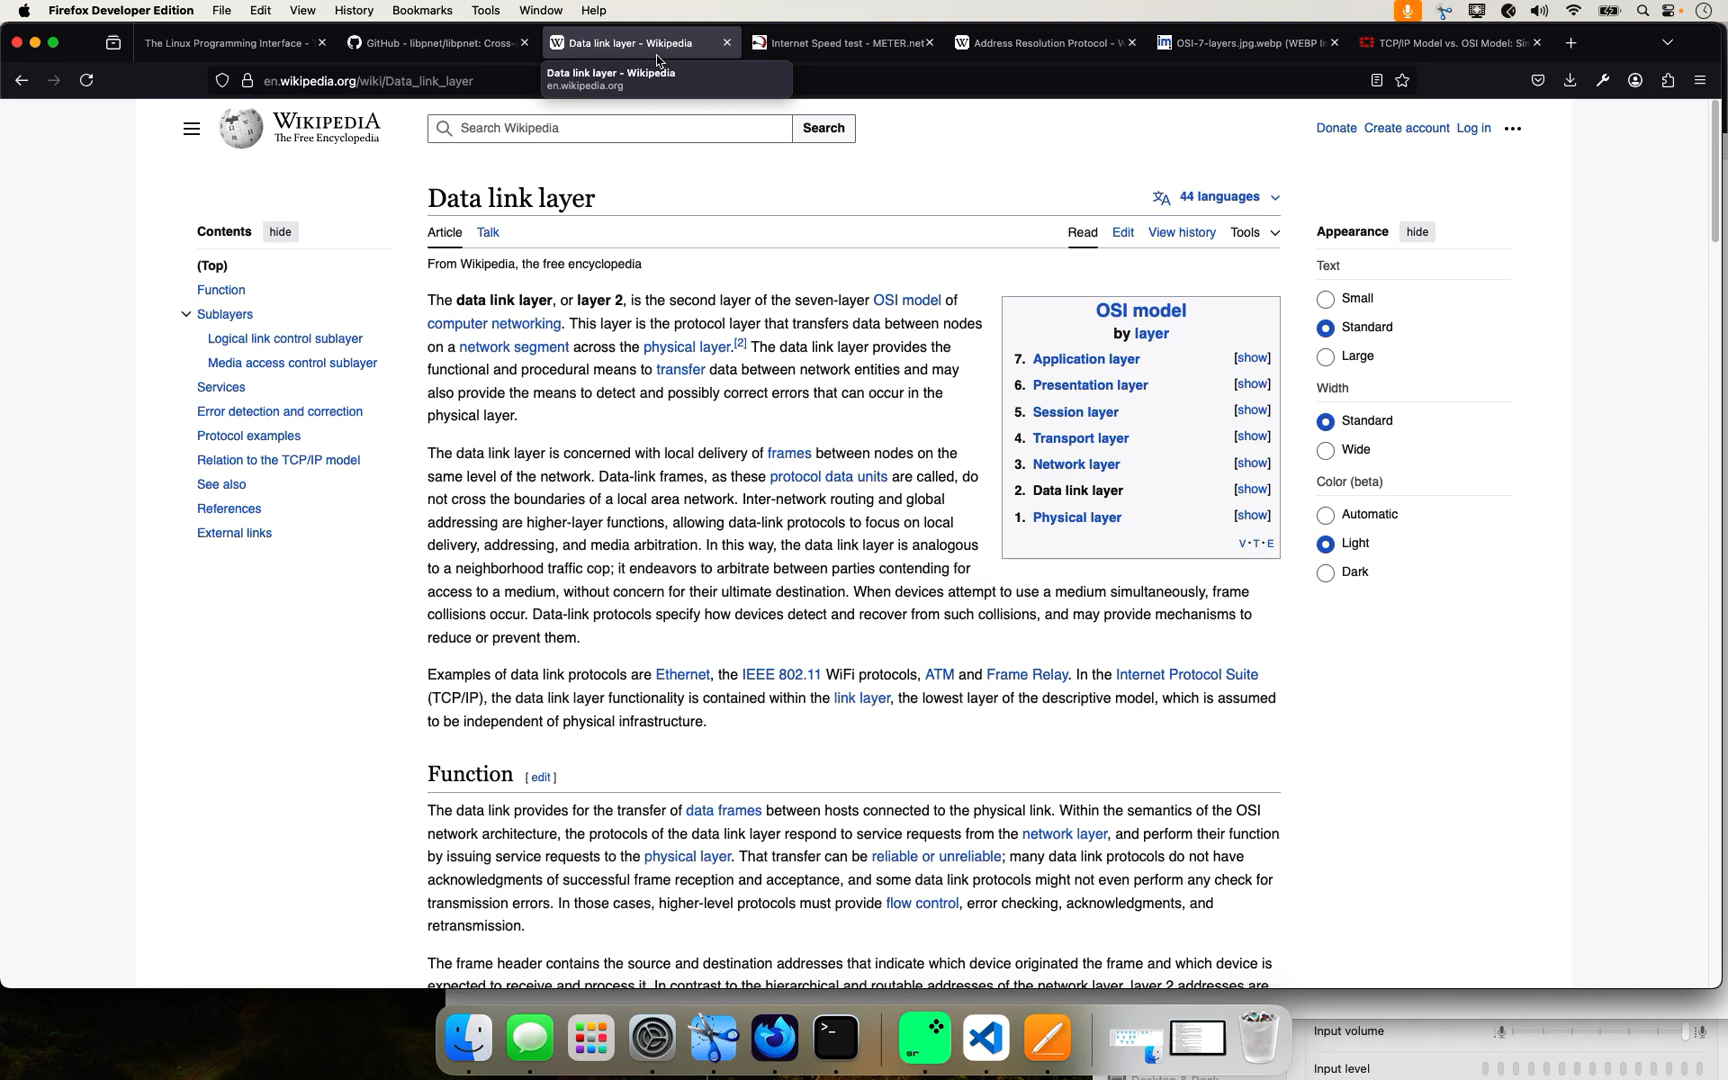 Firefox Developer Edition File Edit View History Bookmarks Tools Window Help
The Linux Programming Interface - GitHub - libpnet/libpnet: Cross- Data link layer - Wikipedia Internet Speed test - METER.net Address Resolution Protocol - OSI-7-layers.jpg.webp (WEBP TCP/IP Model vs. OSI Model:
en.wikipedia.org/wiki/Data_link_layer
Data link layer - Wikipedia
en.wikipedia.org
WIKIPEDIA
The Free Encyclopedia
Search Wikipedia
Search
Donate Create account Log in
Data link layer
44 languages
Article Talk
Read Edit View history Tools
From Wikipedia, the free encyclopedia
Contents hide
(Top)
Function
Sublayers
Logical link control sublayer
Media access control sublayer
Services
Error detection and correction
Protocol examples
Relation to the TCP/IP model
See also
References
External links
The data link layer, or layer 2, is the second layer of the seven-layer OSI model of
computer networking. This layer is the protocol layer that transfers data between nodes
on a network segment across the physical layer.[2] The data link layer provides the
functional and procedural means to transfer data between network entities and may
also provide the means to detect and possibly correct errors that can occur in the
physical layer.
The data link layer is concerned with local delivery of frames between nodes on the
same level of the network. Data-link frames, as these protocol data units are called, do
not cross the boundaries of a local area network. Inter-network routing and global
addressing are higher-layer functions, allowing data-link protocols to focus on local
delivery, addressing, and media arbitration. In this way, the data link layer is analogous
to a neighborhood traffic cop; it endeavors to arbitrate between parties contending for
access to a medium, without concern for their ultimate destination. When devices attempt to use a medium simultaneously, frame
collisions occur. Data-link protocols specify how devices detect and recover from such collisions, and may provide mechanisms to
reduce or prevent them.
Examples of data link protocols are Ethernet, the IEEE 802.11 WiFi protocols, ATM and Frame Relay. In the Internet Protocol Suite
(TCP/IP), the data link layer functionality is contained within the link layer, the lowest layer of the descriptive model, which is assumed
to be independent of physical infrastructure.
Function [ edit ]
The data link provides for the transfer of data frames between hosts connected to the physical link. Within the semantics of the OSI
network architecture, the protocols of the data link layer respond to service requests from the network layer, and perform their function
by issuing service requests to the physical layer. That transfer can be reliable or unreliable; many data link protocols do not have
acknowledgments of successful frame reception and acceptance, and some data link protocols might not even perform any check for
transmission errors. In those cases, higher-level protocols must provide flow control, error checking, acknowledgments, and
retransmission.
The frame header contains the source and destination addresses that indicate which device originated the frame and which device is
expected to receive and process it. In contrast to the hierarchical and routable addresses of the network layer, layer 2 addresses are
OSI model
by layer
7. Application layer [show]
6. Presentation layer [show]
5. Session layer [show]
4. Transport layer [show]
3. Network layer [show]
2. Data link layer [show]
1. Physical layer [show]
V·T·E
Appearance hide
Text
Small
Standard
Large
Width
Standard
Wide
Color (beta)
Automatic
Light
Dark
sr
Input volume
Input level